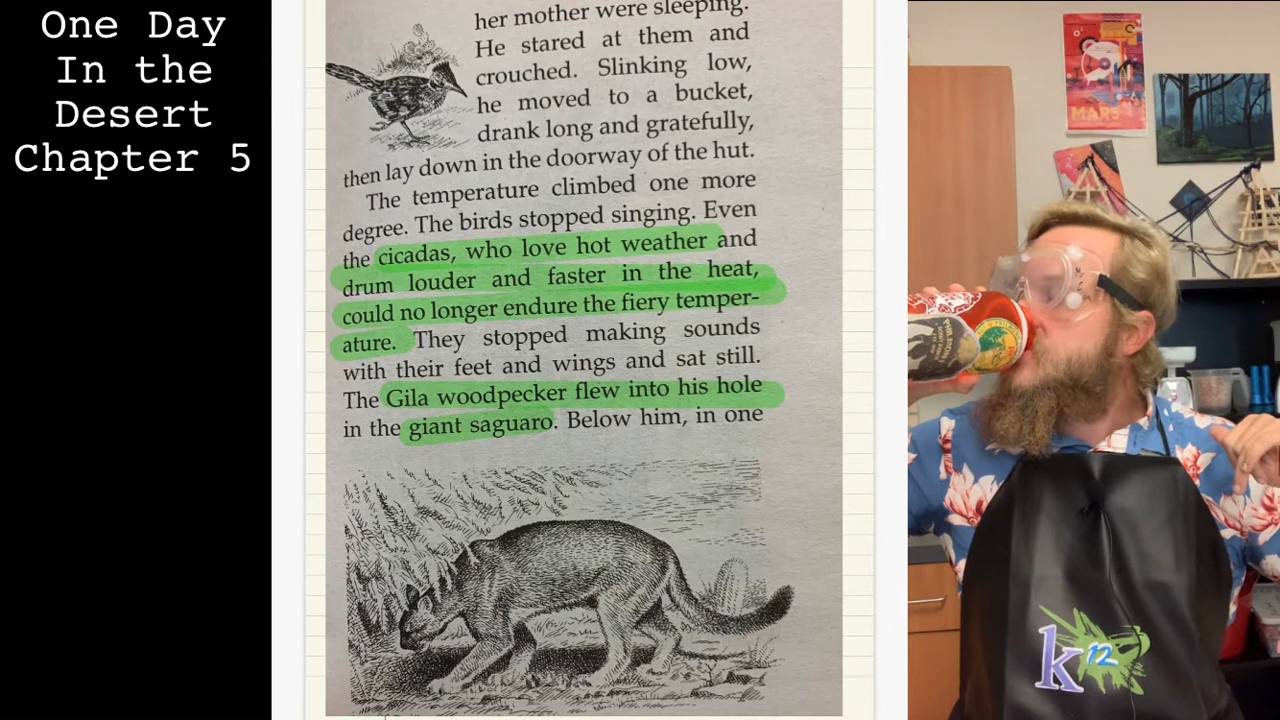 One Day
In the
Desert
Chapter 5
her mother were sleeping.
He stared at them and
crouched. Slinking low,
he moved to a bucket,
drank long and gratefully,
then lay down in the doorway of the hut.
The temperature climbed one more
degree. The birds stopped singing. Even
the cicadas, who love hot weather and
drum louder and faster in the heat,
could no longer endure the fiery temper-
ature. They stopped making sounds
with their feet and wings and sat still.
The Gila woodpecker flew into his hole
in the giant saguaro. Below him, in one
MARS
k12